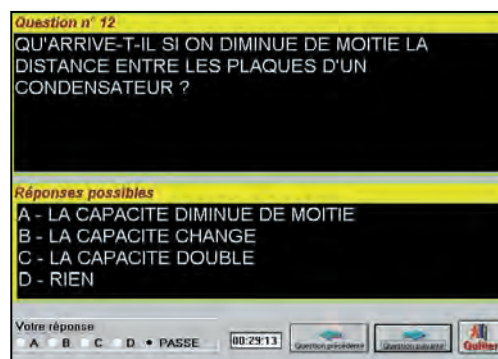 Question n° 12
QU'ARRIVE-T-IL SI ON DIMINUE DE MOITIE LA
DISTANCE ENTRE LES PLAQUES D'UN
CONDENSATEUR ?
Réponses possibles
A - LA CAPACITE DIMINUE DE MOITIE
B - LA CAPACITE CHANGE
C - LA CAPACITE DOUBLE
D - RIEN
Votre réponse
A B C D PASSE
00:29:13
Question précédente
Question suivante
Quitter